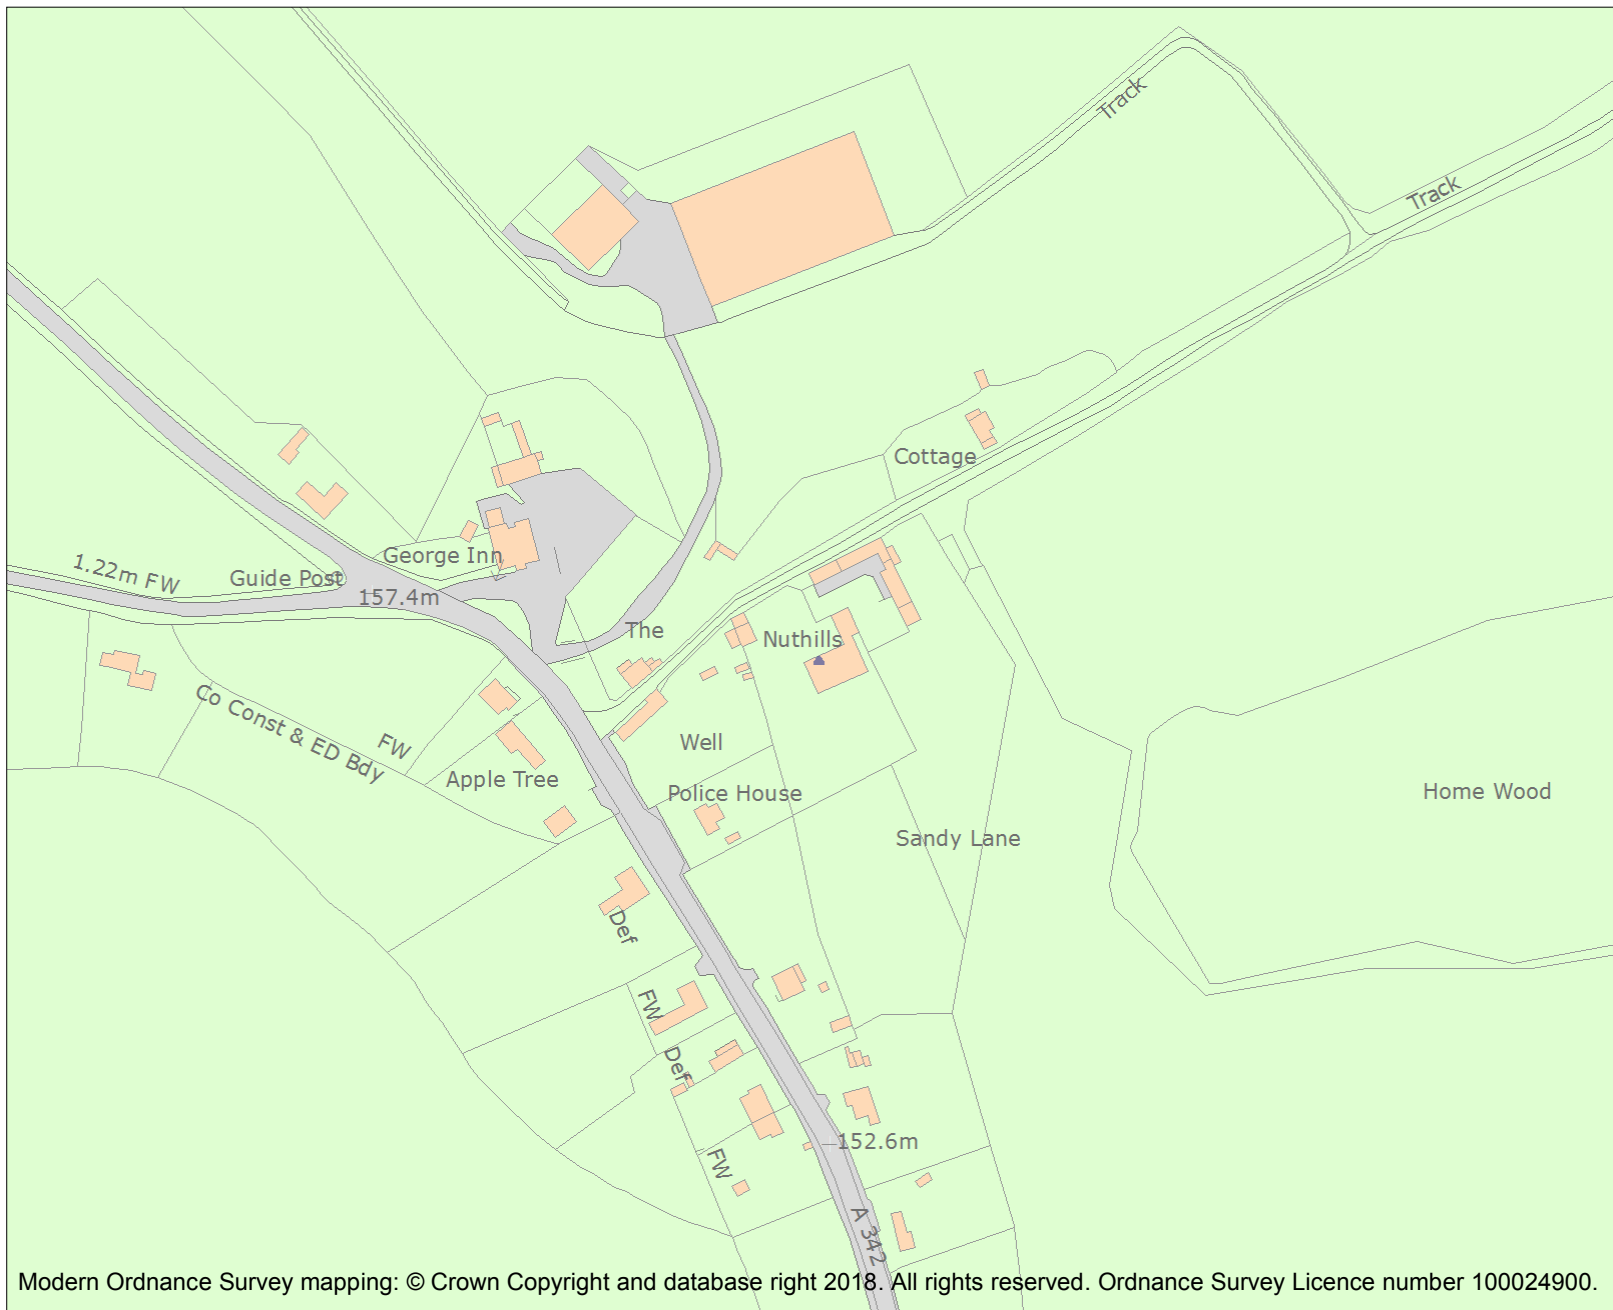 Track
Track
Cottage
George Inn
1.22m FW
Guide Post
157.4m
The
Nuthills
Co Const & ED Bdy
FW
Well
Apple Tree
Police House
Home Wood
Sandy Lane
Def
FW
Def
152.6m
FW
A 342
Modern Ordnance Survey mapping: © Crown Copyright and database right 2018. All rights reserved. Ordnance Survey Licence number 100024900.